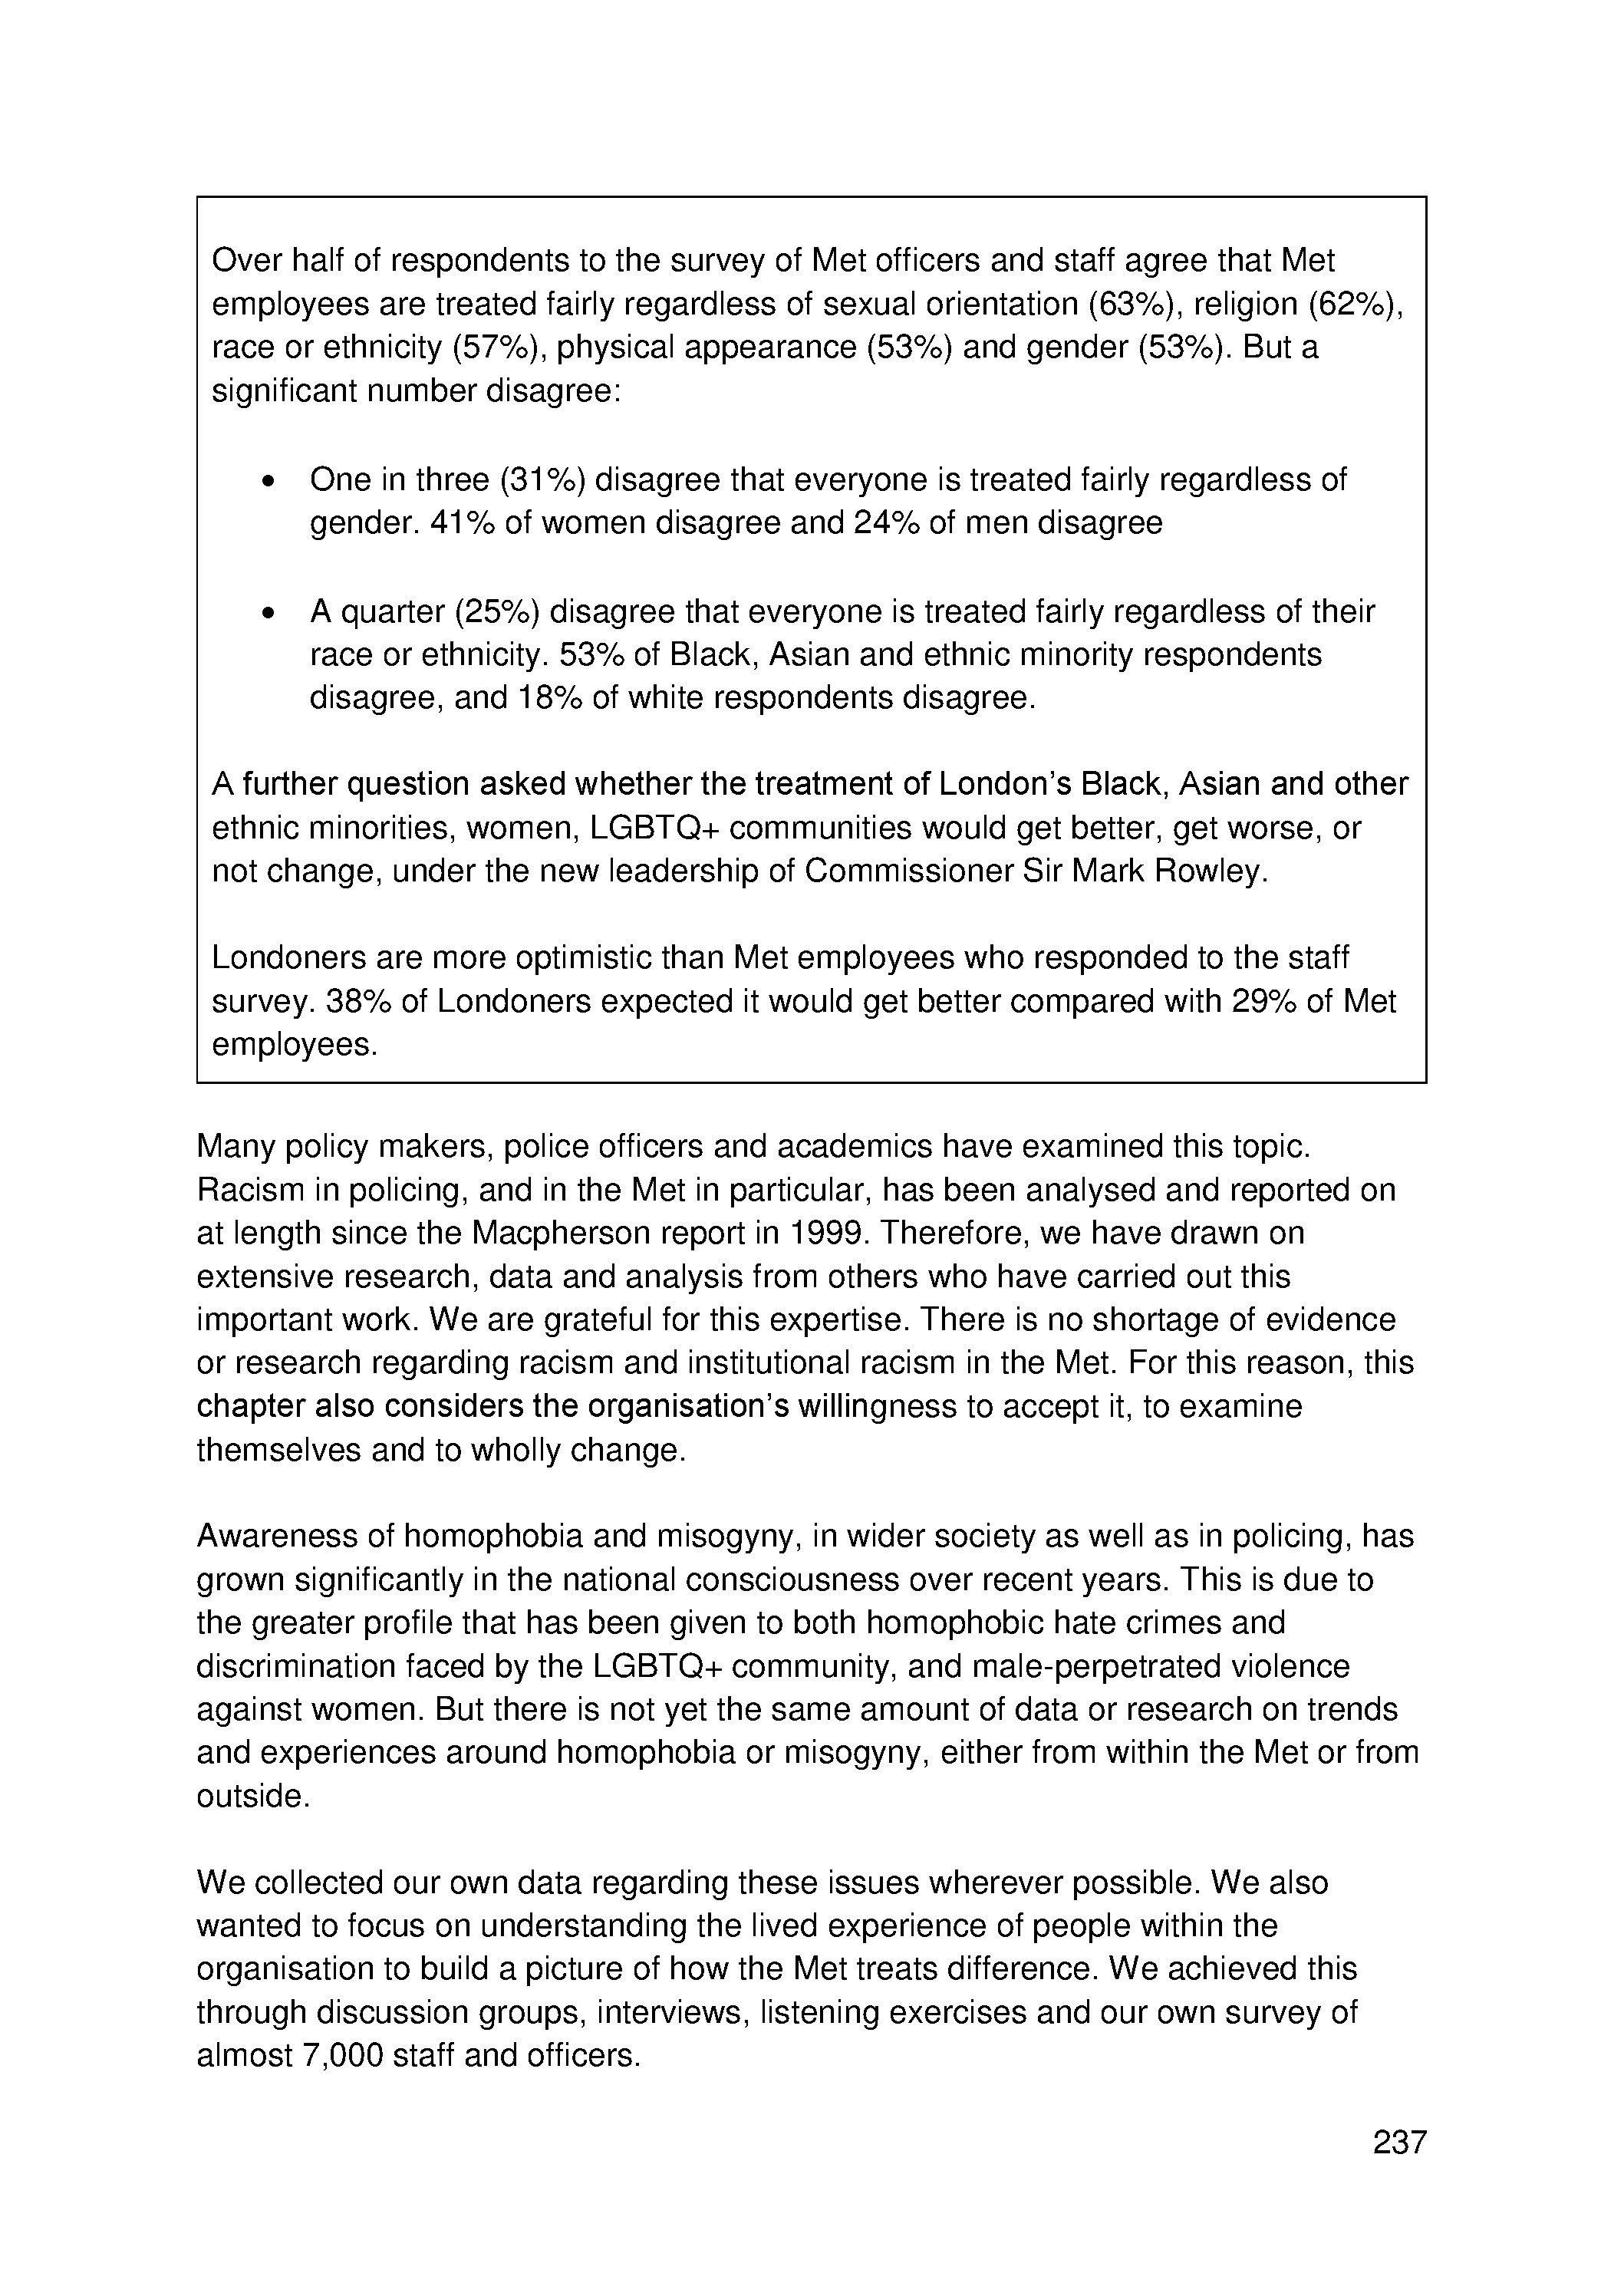 Over half of respondents to the survey of Met officers and staff agree that Met
employees are treated fairly regardless of sexual orientation (63%), religion (62%),
race or ethnicity (57%), physical appearance (53%) and gender (53%). But a
significant number disagree:
• One in three (31%) disagree that everyone is treated fairly regardless of
gender. 41% of women disagree and 24% of men disagree
• A quarter (25%) disagree that everyone is treated fairly regardless of their
race or ethnicity. 53% of Black, Asian and ethnic minority respondents
disagree, and 18% of white respondents disagree.
A further question asked whether the treatment of London’s Black, Asian and other
ethnic minorities, women, LGBTQ+ communities would get better, get worse, or
not change, under the new leadership of Commissioner Sir Mark Rowley.
Londoners are more optimistic than Met employees who responded to the staff
survey. 38% of Londoners expected it would get better compared with 29% of Met
employees.
Many policy makers, police officers and academics have examined this topic.
Racism in policing, and in the Met in particular, has been analysed and reported on
at length since the Macpherson report in 1999. Therefore, we have drawn on
extensive research, data and analysis from others who have carried out this
important work. We are grateful for this expertise. There is no shortage of evidence
or research regarding racism and institutional racism in the Met. For this reason, this
chapter also considers the organisation’s willingness to accept it, to examine
themselves and to wholly change.
Awareness of homophobia and misogyny, in wider society as well as in policing, has
grown significantly in the national consciousness over recent years. This is due to
the greater profile that has been given to both homophobic hate crimes and
discrimination faced by the LGBTQ+ community, and male-perpetrated violence
against women. But there is not yet the same amount of data or research on trends
and experiences around homophobia or misogyny, either from within the Met or from
outside.
We collected our own data regarding these issues wherever possible. We also
wanted to focus on understanding the lived experience of people within the
organisation to build a picture of how the Met treats difference. We achieved this
through discussion groups, interviews, listening exercises and our own survey of
almost 7,000 staff and officers.
237